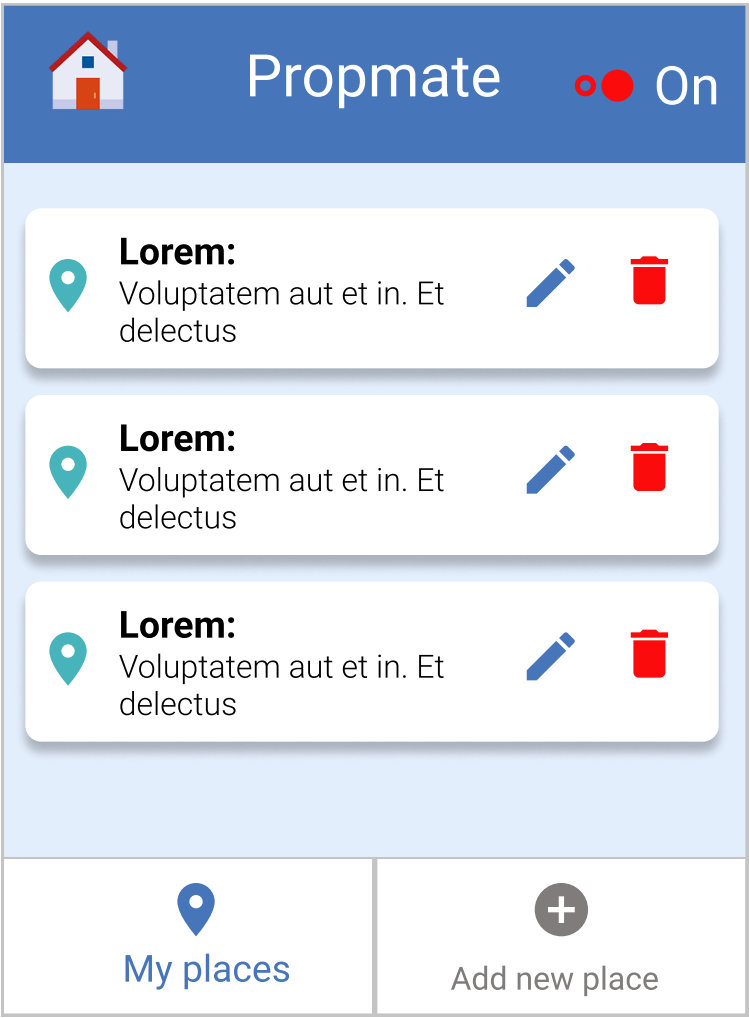 Propmate
On
Lorem:
Voluptatem aut et in. Et
delectus
Lorem:
Voluptatem aut et in. Et
delectus
Lorem:
Voluptatem aut et in. Et
delectus
My places
Add new place